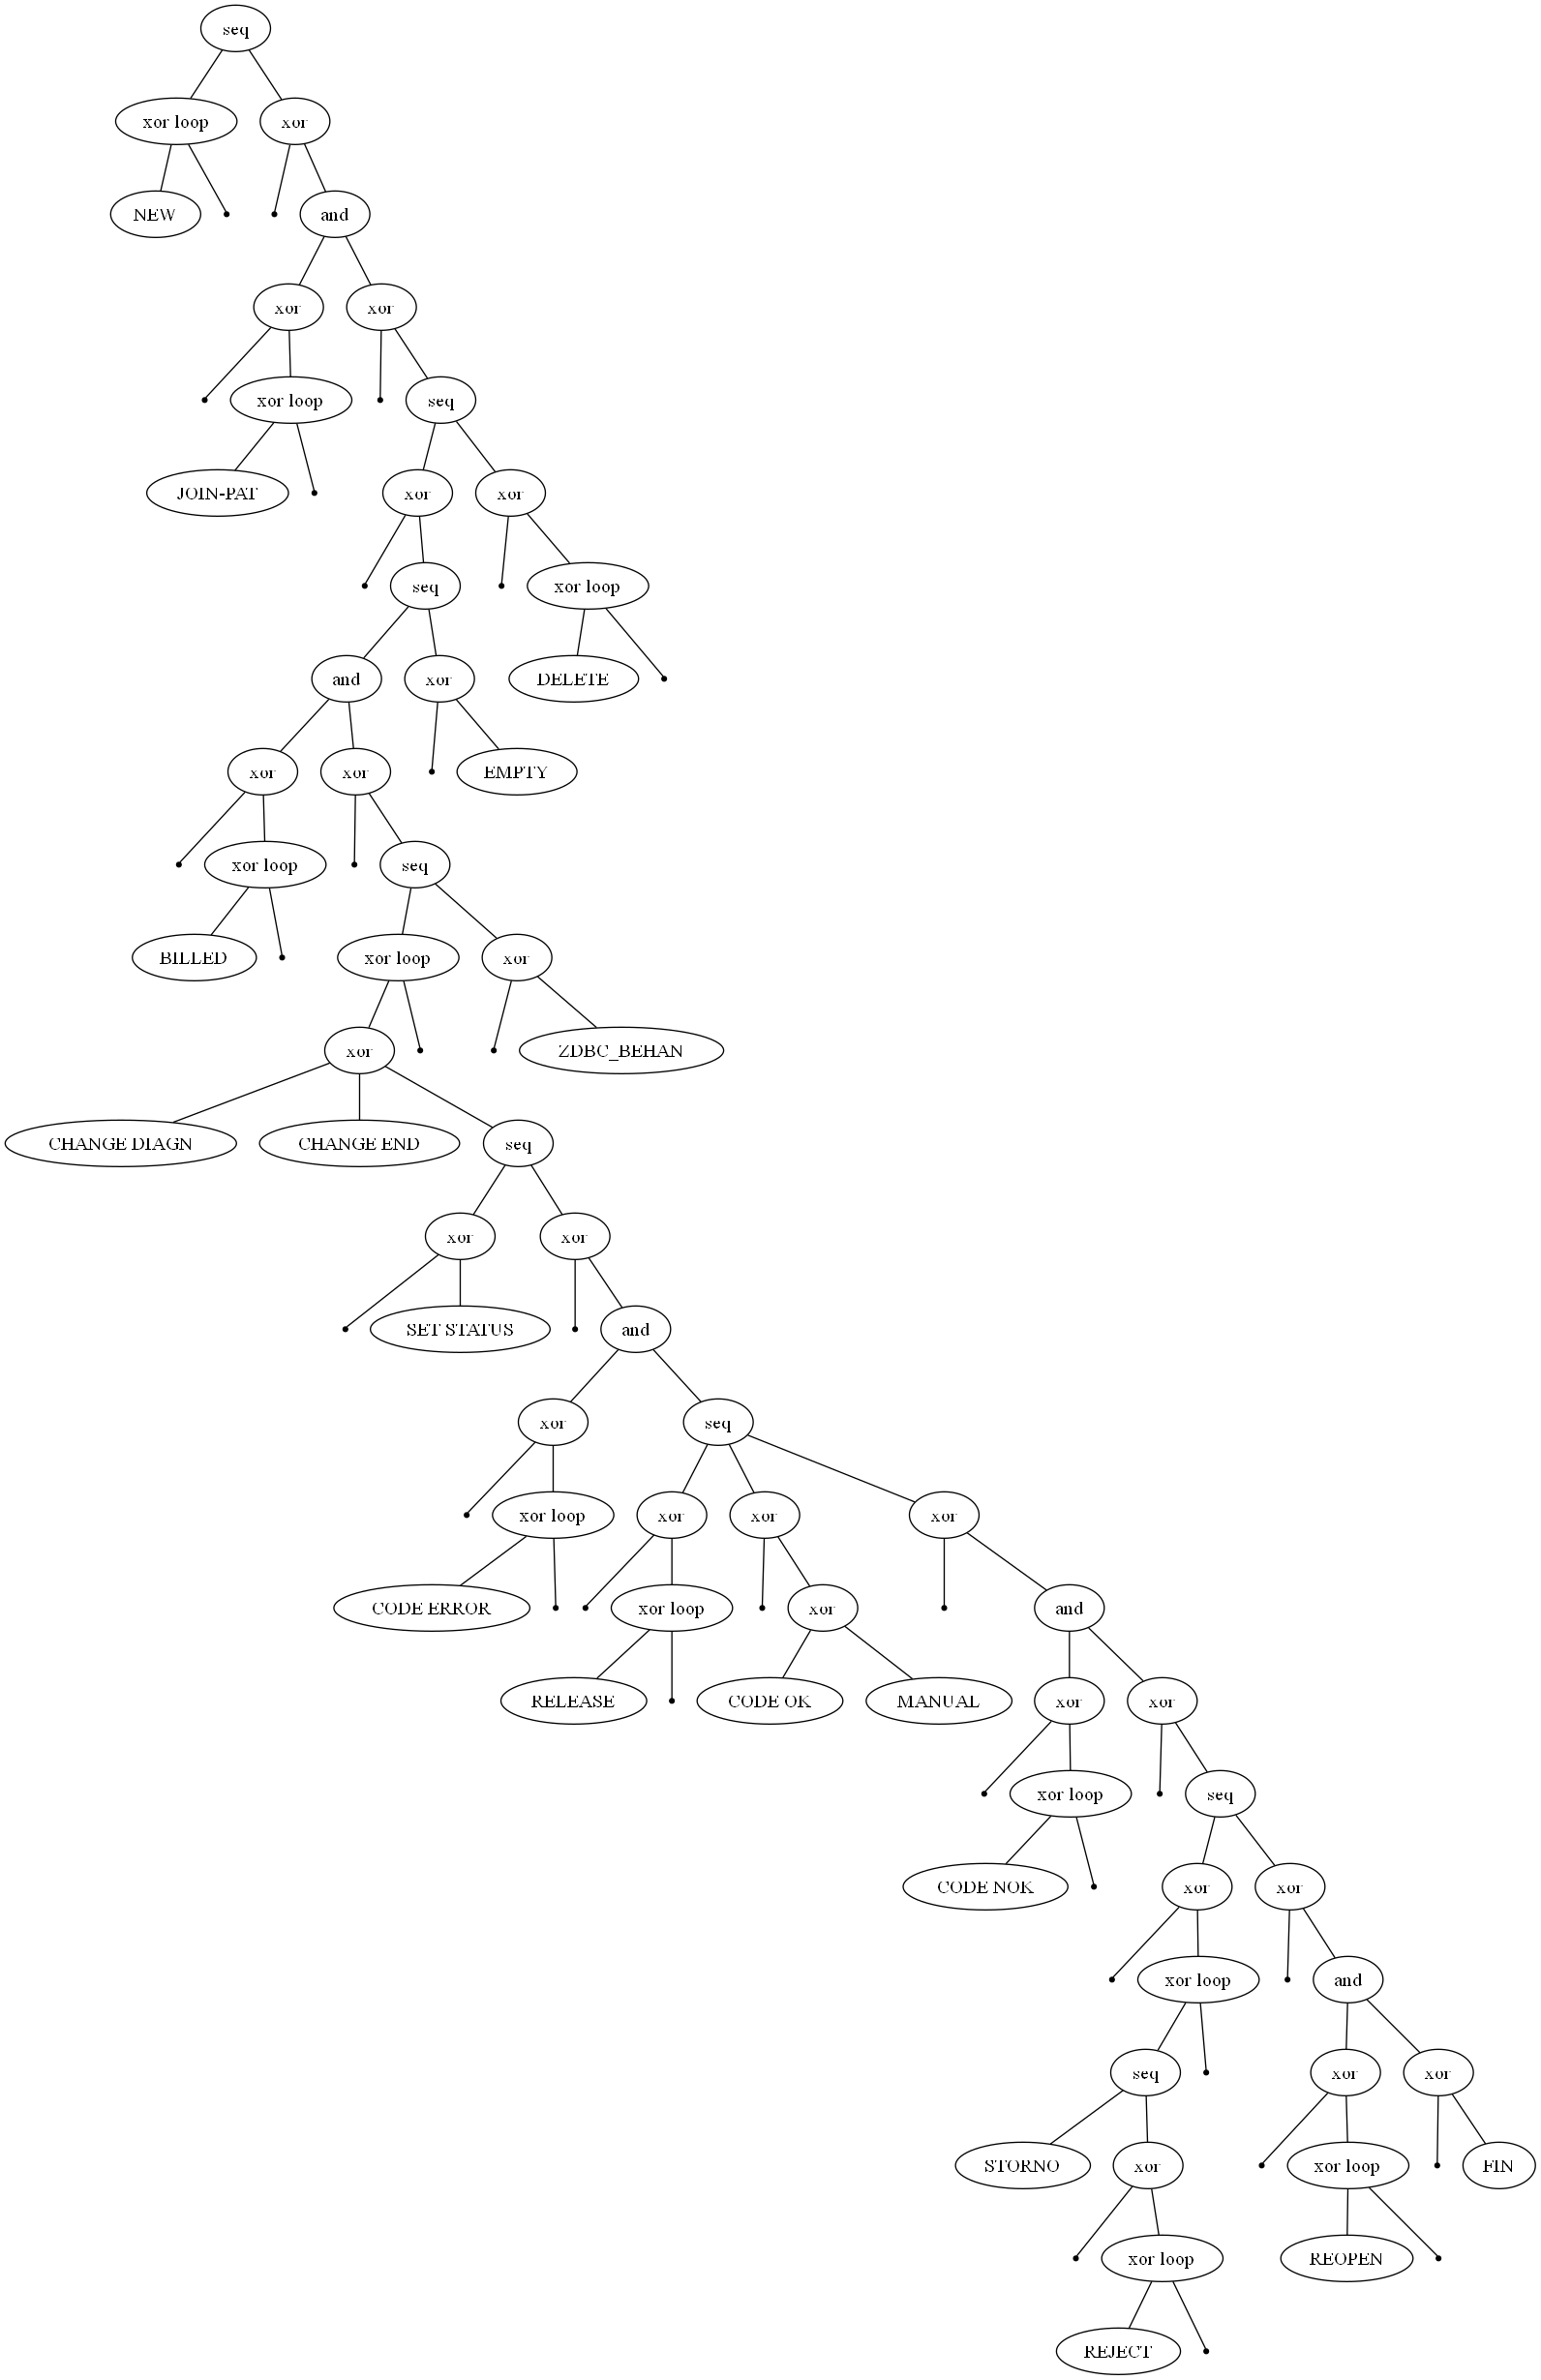 seq
xor loop
xor
NEW
and
xor
xor
xor loop
seq
JOIN-PAT
xor
xor
seq
xor loop
and
xor
DELETE
xor
xor
EMPTY
xor loop
seq
BILLED
xor loop
xor
xor
ZDBC_BEHAN
CHANGE DIAGN
CHANGE END
seq
xor
xor
SET STATUS
and
xor
seq
xor loop
xor
xor
xor
CODE ERROR
xor loop
xor
and
RELEASE
CODE OK
MANUAL
xor
xor
xor loop
seq
CODE NOK
xor
xor
xor loop
and
seq
xor
xor
STORNO
xor
xor loop
FIN
xor loop
REOPEN
REJECT